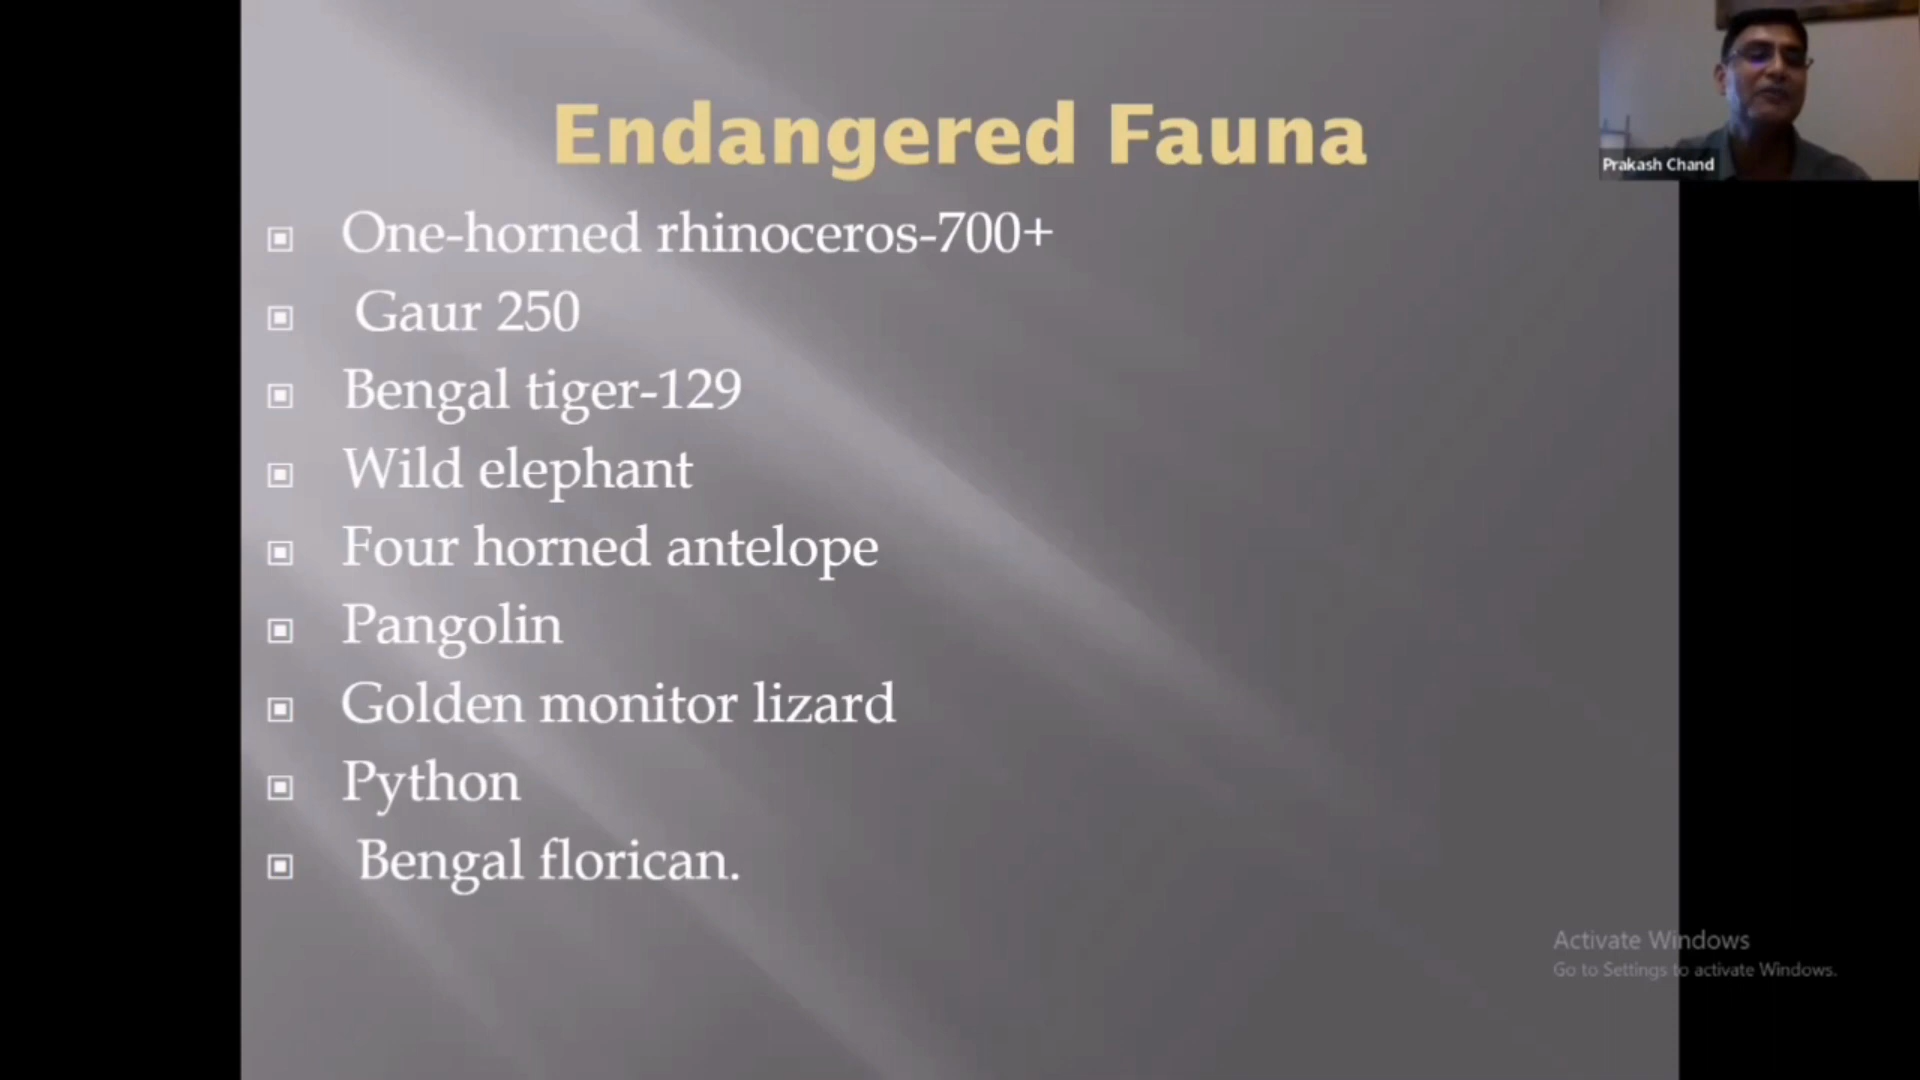 Endangered Fauna
One-horned rhinoceros-700+
Gaur 250
Bengal tiger-129
Wild elephant
Four horned antelope
Pangolin
Golden monitor lizard
Python
Bengal florican.
Prakash Chand
Activate Windows
Go to Settings to activate Windows.